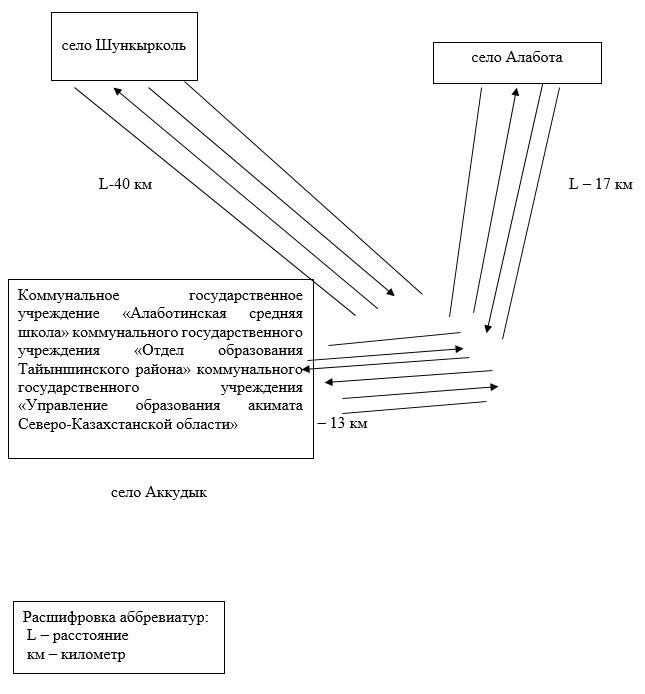 село Шункырколь
село Алабота
L-40 км
L – 17 км
Коммунальное государственное
учреждение «Алаботинская средняя
школа» коммунального государственного
учреждения «Отдел образования
Тайыншинского района» коммунального
государственного учреждения
«Управление образования акимата
Северо-Казахстанской области»
– 13 км
село Аккудык
Расшифровка аббревиатур:
L – расстояние
км – километр